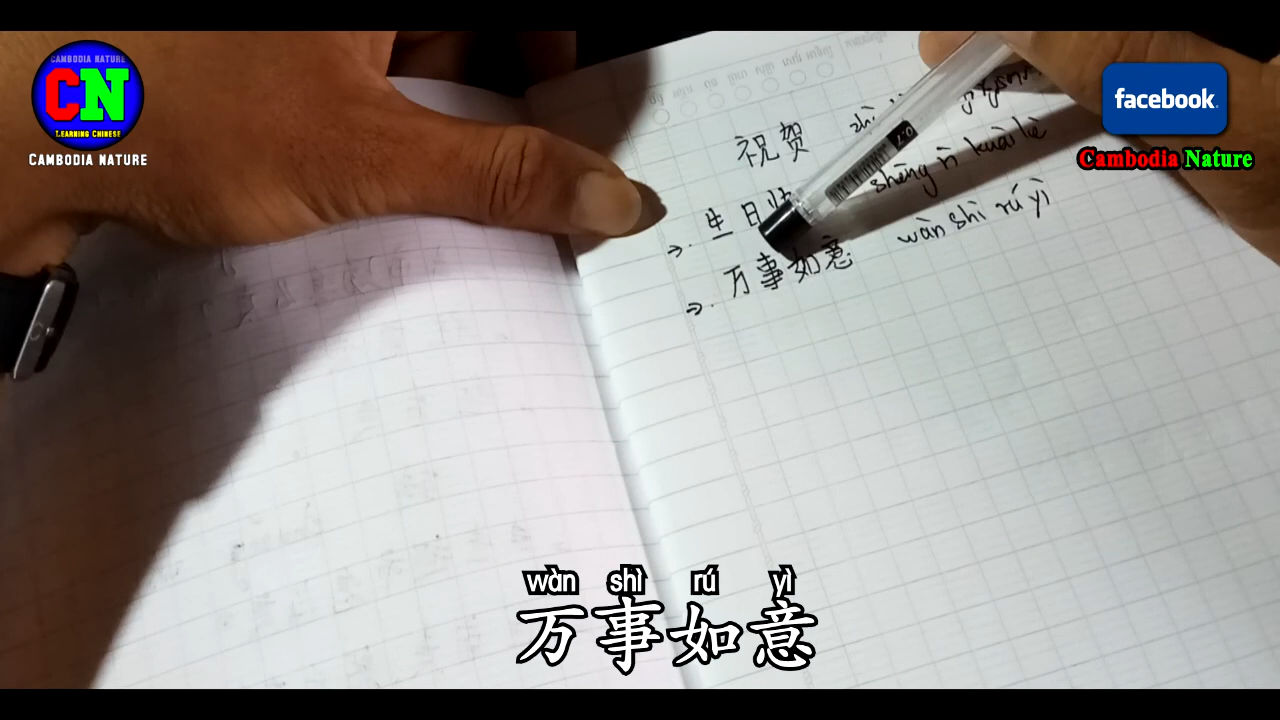 CAMBODIA NATURE
CN
LEARNING CHINESE
CAMBODIA NATURE
facebook
Cambodia Nature
祝贺
生日
shēng rì kuài lè
万事如意
wàn shì rú yì
wàn shì rú yì
万事如意